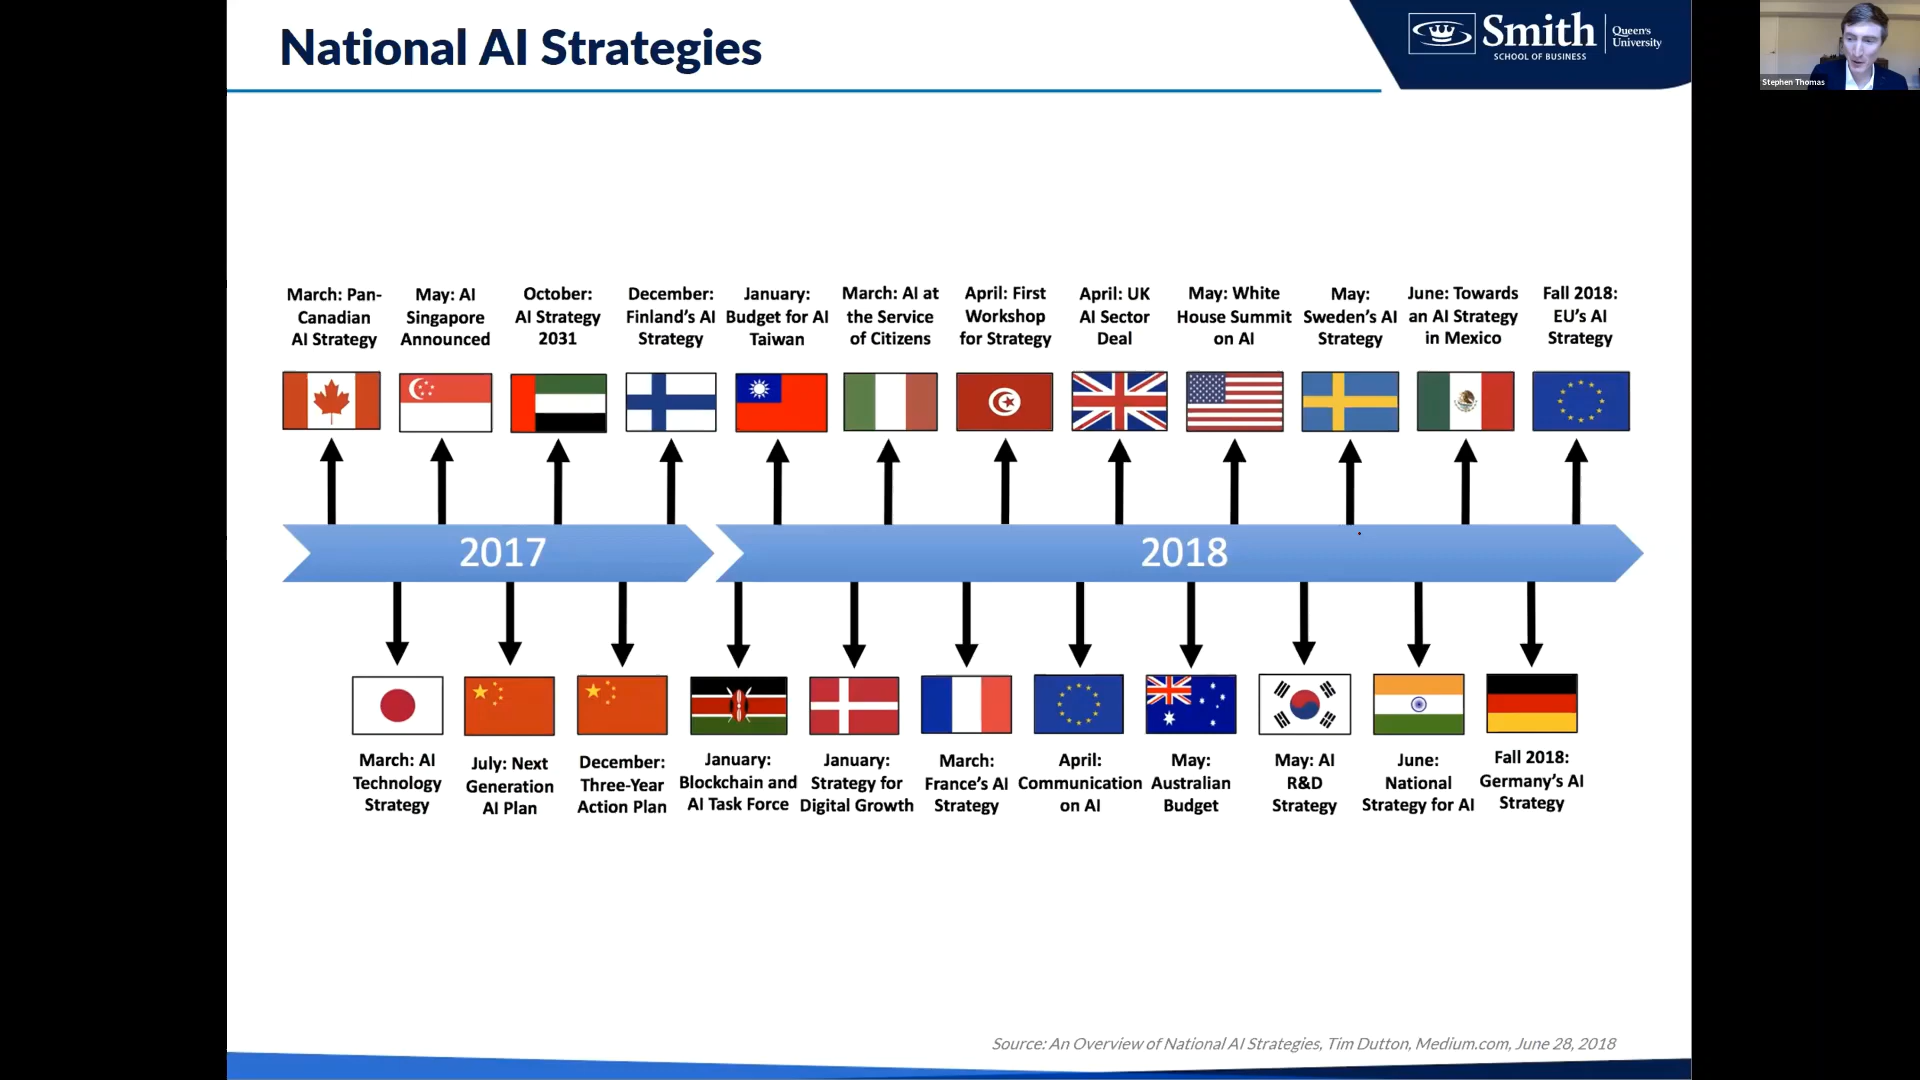 National AI Strategies
Smith
SCHOOL OF BUSINESS
Queen's
University
Stephen Thomas
March: Pan-
Canadian
AI Strategy
May: AI
Singapore
Announced
October:
AI Strategy
2031
December:
Finland's AI
Strategy
January:
Budget for AI
Taiwan
March: AI at
the Service
of Citizens
April: First
Workshop
for Strategy
April: UK
AI Sector
Deal
May: White
House Summit
on AI
May:
Sweden's AI
Strategy
June: Towards
an AI Strategy
in Mexico
Fall 2018:
EU's AI
Strategy
2017
2018
March: AI
Technology
Strategy
July: Next
Generation
AI Plan
December:
Three-Year
Action Plan
January:
Blockchain and
AI Task Force
January:
Strategy for
Digital Growth
March:
France's AI
Strategy
April:
Communication
on AI
May:
Australian
Budget
May: AI
R&D
Strategy
June:
National
Strategy for AI
Fall 2018:
Germany's AI
Strategy
Source: An Overview of National AI Strategies, Tim Dutton, Medium.com, June 28, 2018